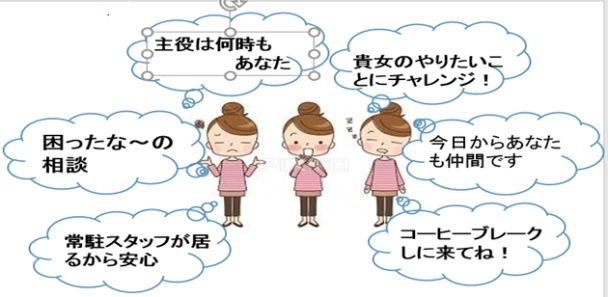 主役は何時も
あなた
貴女のやりたいこ
とにチャレンジ！
困ったな～の
相談
今日からあなた
も仲間です
常駐スタッフが居
るから安心
コーヒーブレーク
しに来てね！